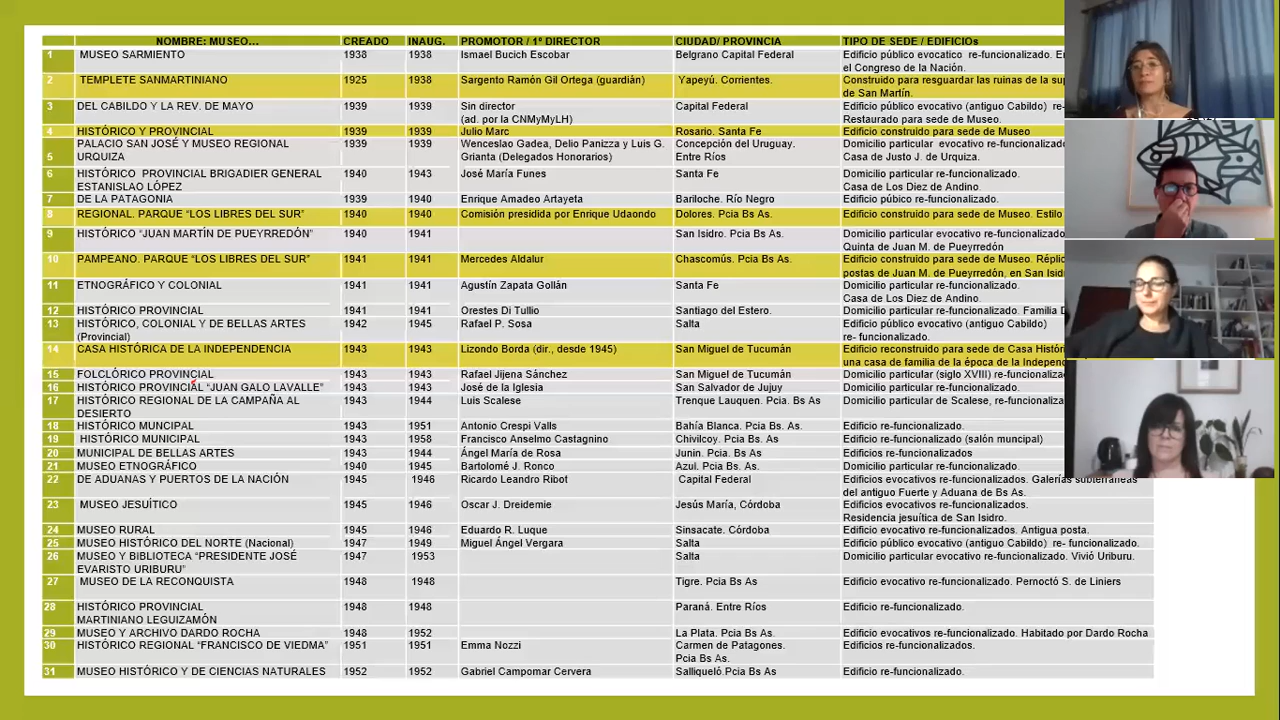 NOMBRE: MUSEO... CREADO INAUG. PROMOTOR / 1º DIRECTOR CIUDAD/ PROVINCIA TIPO DE SEDE / EDIFICIOs
1 MUSEO SARMIENTO 1938 1938 Ismael Bucich Escobar Belgrano Capital Federal Edificio público evocativo re-funcionalizado. En
el Congreso de la Nación.
2 TEMPLETE SANMARTINIANO 1925 1938 Sargento Ramón Gil Ortega (guardián) Yapeyú. Corrientes. Construido para resguardar las ruinas de la
de San Martín.
3 DEL CABILDO Y LA REV. DE MAYO 1939 1939 Sin director Capital Federal Edificio público evocativo (antiguo Cabildo) re-
(ad. por la CNMyMyLH) Restaurado para sede de Museo.
4 HISTÓRICO Y PROVINCIAL 1939 1939 Julio Marc Rosario. Santa Fe Edificio construido para sede de Museo
PALACIO SAN JOSÉ Y MUSEO REGIONAL 1939 1939 Wenceslao Gadea, Delio Panizza y Luis G. Concepción del Uruguay. Domicilio particular evocativo re-funcionalizado.
5 URQUIZA Grianta (Delegados Honorarios) Entre Ríos Casa de Justo J. de Urquiza.
6 HISTÓRICO PROVINCIAL BRIGADIER GENERAL 1940 1943 José María Funes Santa Fe Domicilio particular re-funcionalizado.
ESTANISLAO LÓPEZ Casa de Los Diez de Andino.
7 DE LA PATAGONIA 1939 1940 Enrique Amadeo Artayeta Bariloche. Río Negro Edificio púbico re-funcionalizado.
8 REGIONAL. PARQUE “LOS LIBRES DEL SUR” 1940 1940 Comisión presidida por Enrique Udaondo Dolores. Pcia Bs As. Edificio construido para sede de Museo. Estilo
9 HISTÓRICO “JUAN MARTÍN DE PUEYRREDÓN” 1940 1941 San Isidro. Pcia Bs As. Domicilio particular evocativo re-funcionalizado
Quinta de Juan M. de Pueyrredón
10 PAMPEANO. PARQUE “LOS LIBRES DEL SUR” 1941 1941 Mercedes Aldalur Chascomús. Pcia Bs As. Edificio construido para sede de Museo.
postas de Juan M. de Pueyrredón, en San
11 ETNOGRÁFICO Y COLONIAL 1941 1941 Agustín Zapata Gollán Santa Fe Domicilio particular re-funcionalizado.
Casa de Los Diez de Andino.
12 HISTÓRICO PROVINCIAL 1941 1941 Orestes Di Tullio Santiago del Estero. Domicilio particular re-funcionalizado. Familia
13 HISTÓRICO, COLONIAL Y DE BELLAS ARTES 1942 1945 Rafael P. Sosa Salta Edificio público evocativo (antiguo Cabildo)
(Provincial) re- funcionalizado.
14 CASA HISTÓRICA DE LA INDEPENDENCIA 1943 1943 Lizondo Borda (dir., desde 1945) San Miguel de Tucumán Edificio reconstruido para sede de Casa
una casa de familia de la época de la
15 FOLCLÓRICO PROVINCIAL 1943 1943 Rafael Jijena Sánchez San Miguel de Tucumán Domicilio particular (siglo XVIII) re-funcionalizado
16 HISTÓRICO PROVINCIAL “JUAN GALO LAVALLE” 1943 1943 José de la Iglesia San Salvador de Jujuy Domicilio particular re-funcionalizado.
17 HISTÓRICO REGIONAL DE LA CAMPAÑA AL 1943 1944 Luis Scalese Trenque Lauquen. Pcia. Bs As Domicilio particular de Scalese,
DESIERTO
18 HISTÓRICO MUNCIPAL 1943 1951 Antonio Crespi Valls Bahía Blanca. Pcia Bs As. Edificio re-funcionalizado.
19 HISTÓRICO MUNICIPAL 1943 1958 Francisco Anselmo Castagnino Chivilcoy. Pcia Bs As Edificio re-funcionalizado (salón muncipal)
20 MUNICIPAL DE BELLAS ARTES 1943 1944 Ángel María de Rosa Junin. Pcia Bs As Edificios re-funcionalizados
21 MUSEO ETNOGRÁFICO 1940 1945 Bartolomé J. Ronco Azul. Pcia Bs. As. Domicilio particular re-funcionalizado.
22 DE ADUANAS Y PUERTOS DE LA NACIÓN 1945 1946 Ricardo Leandro Ribot Capital Federal Edificios evocativos re-funcionalizados. Galerías subterráneas
del antiguo Fuerte y Aduana de Bs As.
23 MUSEO JESUÍTICO 1945 1946 Oscar J. Dreidemie Jesús María, Córdoba Edificios evocativos re-funcionalizados.
Residencia jesuítica de San Isidro.
24 MUSEO RURAL 1945 1946 Eduardo R. Luque Sinsacate. Córdoba Edificio evocativo re-funcionalizados. Antigua posta.
25 MUSEO HISTÓRICO DEL NORTE (Nacional) 1947 1949 Miguel Ángel Vergara Salta Edificio público evocativo (antiguo Cabildo) re- funcionalizado.
26 MUSEO Y BIBLIOTECA “PRESIDENTE JOSÉ 1947 1953 Salta Domicilio particular evocativo re-funcionalizado. Vivió Uriburu.
EVARISTO URIBURU”
27 MUSEO DE LA RECONQUISTA 1948 1948 Tigre. Pcia Bs As Edificio evocativo re-funcionalizado. Pernoctó S. de Liniers
28 HISTÓRICO PROVINCIAL 1948 1948 Paraná. Entre Ríos Edificio re-funcionalizado.
MARTINIANO LEGUIZAMÓN
29 MUSEO Y ARCHIVO DARDO ROCHA 1948 1952 La Plata. Pcia Bs As. Edificio evocativos re-funcionalizado. Habitado por Dardo Rocha
30 HISTÓRICO REGIONAL “FRANCISCO DE VIEDMA” 1951 1951 Emma Nozzi Carmen de Patagones. Edificios re-funcionalizados.
Pcia Bs As.
31 MUSEO HISTÓRICO Y DE CIENCIAS NATURALES 1952 1952 Gabriel Campomar Cervera Salliqueló.Pcia Bs As Edificio re-funcionalizado.